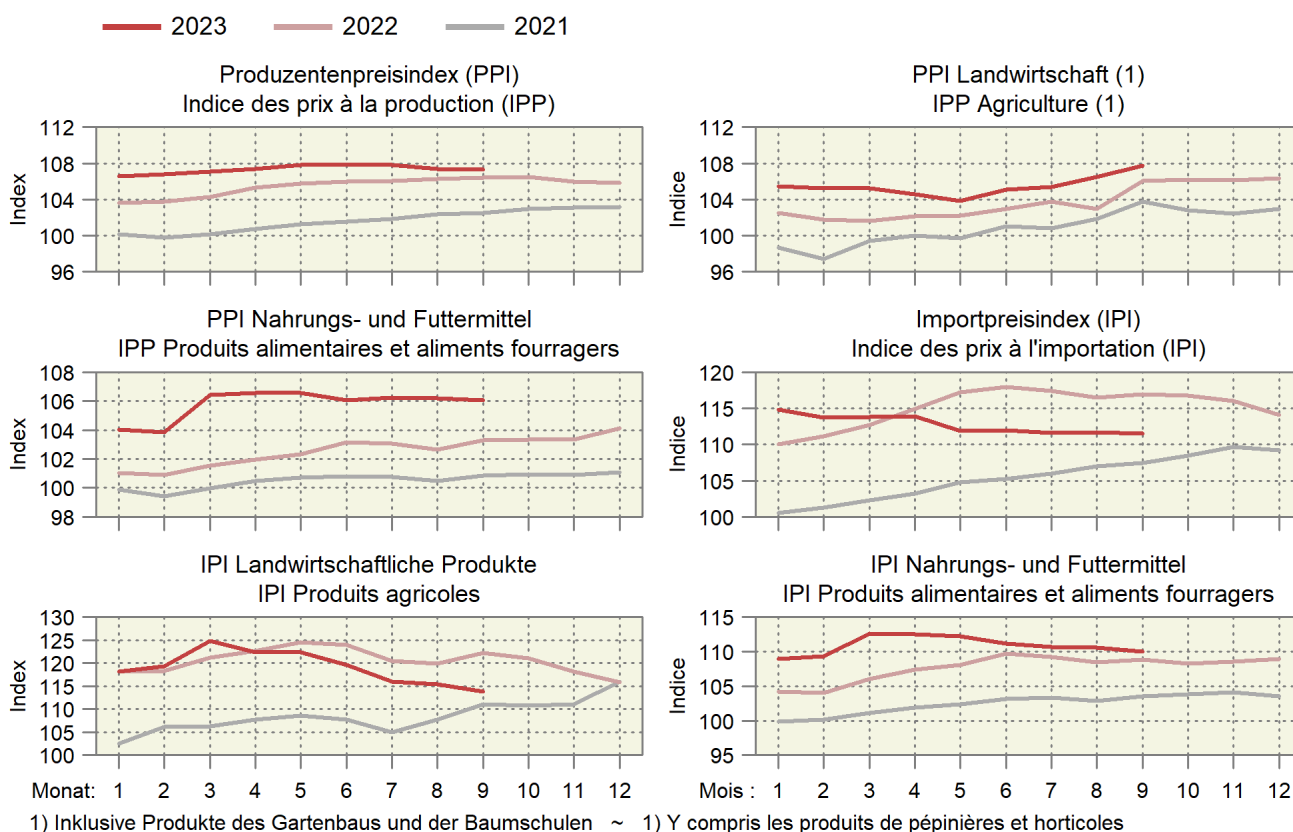 2023 2022 2021
Produzentenpreisindex (PPI)
Indice des prix à la production (IPP)
112
108
104
100
96
Index
PPI Landwirtschaft (1)
IPP Agriculture (1)
112
108
104
100
96
Indice
PPI Nahrungs- und Futtermittel
IPP Produits alimentaires et aliments fourragers
108
106
104
102
100
98
Index
Importpreisindex (IPI)
Indice des prix à l'importation (IPI)
120
115
110
105
100
Indice
IPI Landwirtschaftliche Produkte
IPI Produits agricoles
130
125
120
115
110
105
100
Index
Monat: 1 2 3 4 5 6 7 8 9 10 11 12
IPI Nahrungs- und Futtermittel
IPI Produits alimentaires et aliments fourragers
115
110
105
100
95
Indice
Mois : 1 2 3 4 5 6 7 8 9 10 11 12
1) Inklusive Produkte des Gartenbaus und der Baumschulen ~ 1) Y compris les produits de pépinières et horticoles